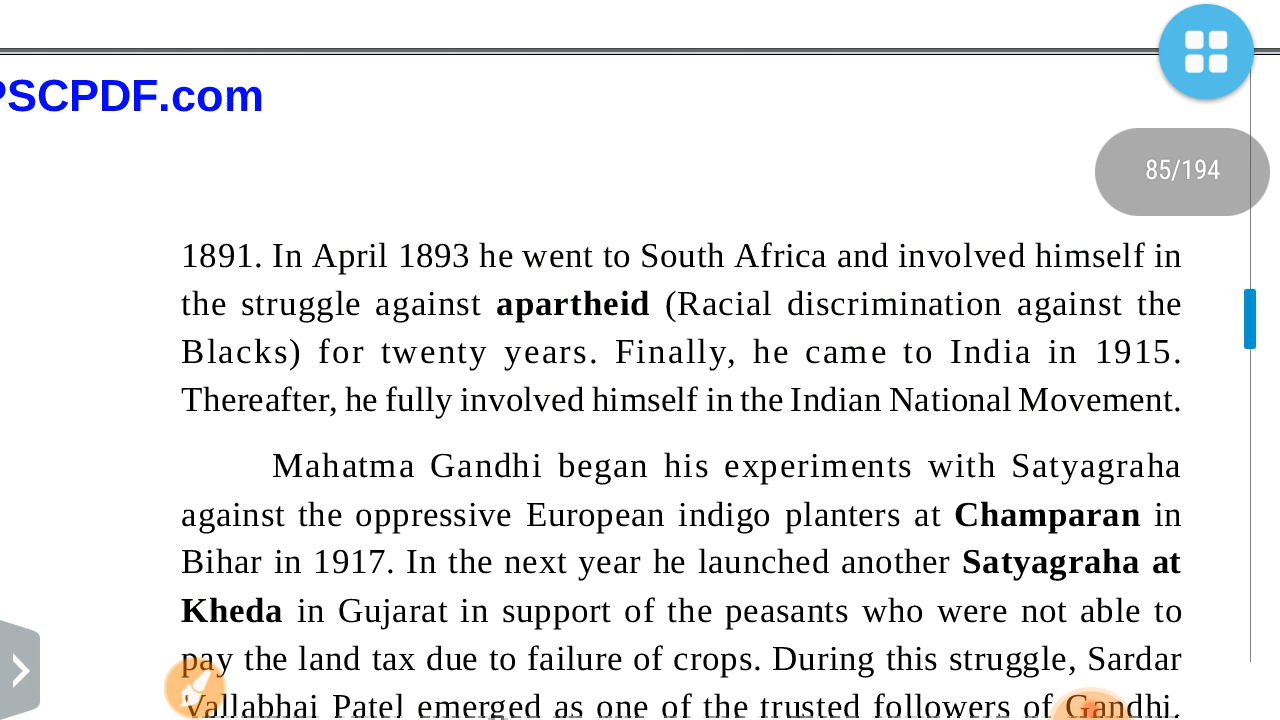 PSCPDF.com
85/194
1891. In April 1893 he went to South Africa and involved himself in
the struggle against apartheid (Racial discrimination against the
Blacks) for twenty years. Finally, he came to India in 1915.
Thereafter, he fully involved himself in the Indian National Movement.
Mahatma Gandhi began his experiments with Satyagraha
against the oppressive European indigo planters at Champaran in
Bihar in 1917. In the next year he launched another Satyagraha at
Kheda in Gujarat in support of the peasants who were not able to
pay the land tax due to failure of crops. During this struggle, Sardar
Vallabhai Patel emerged as one of the trusted followers of Gandhi.